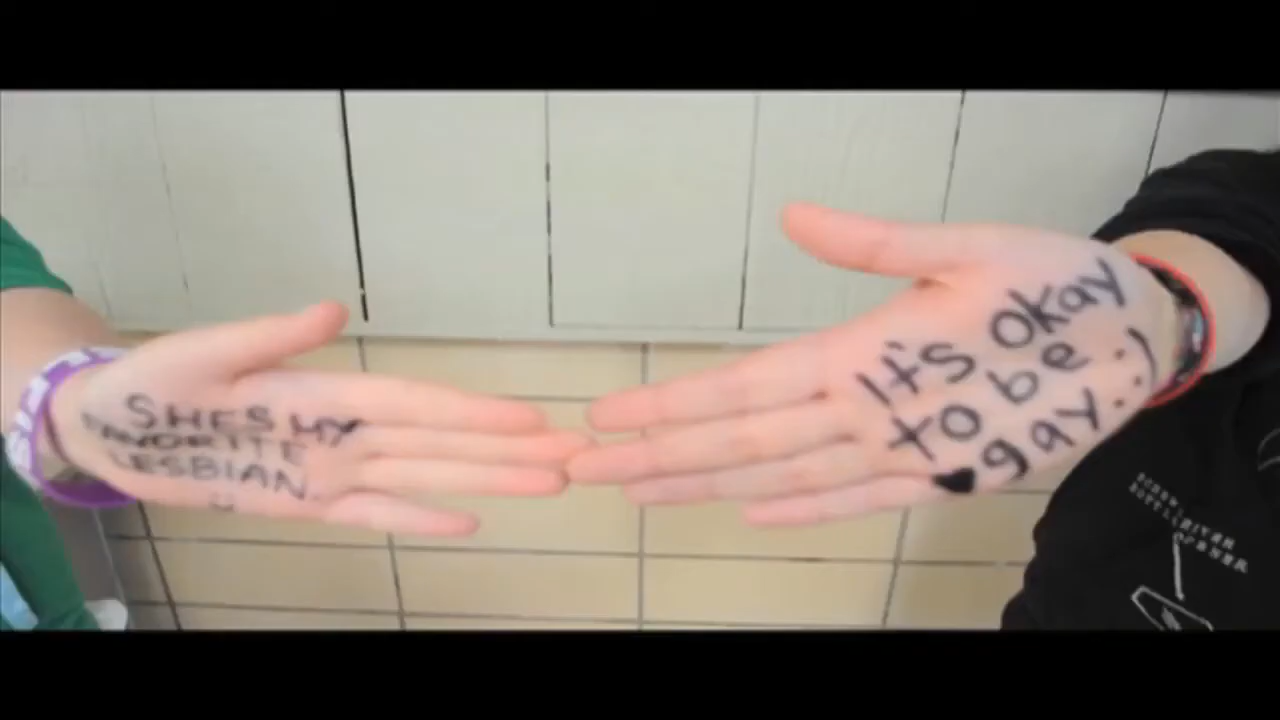 SHES MY
FAVORITE
LESBIAN.
It's okay
to be
gay. :)